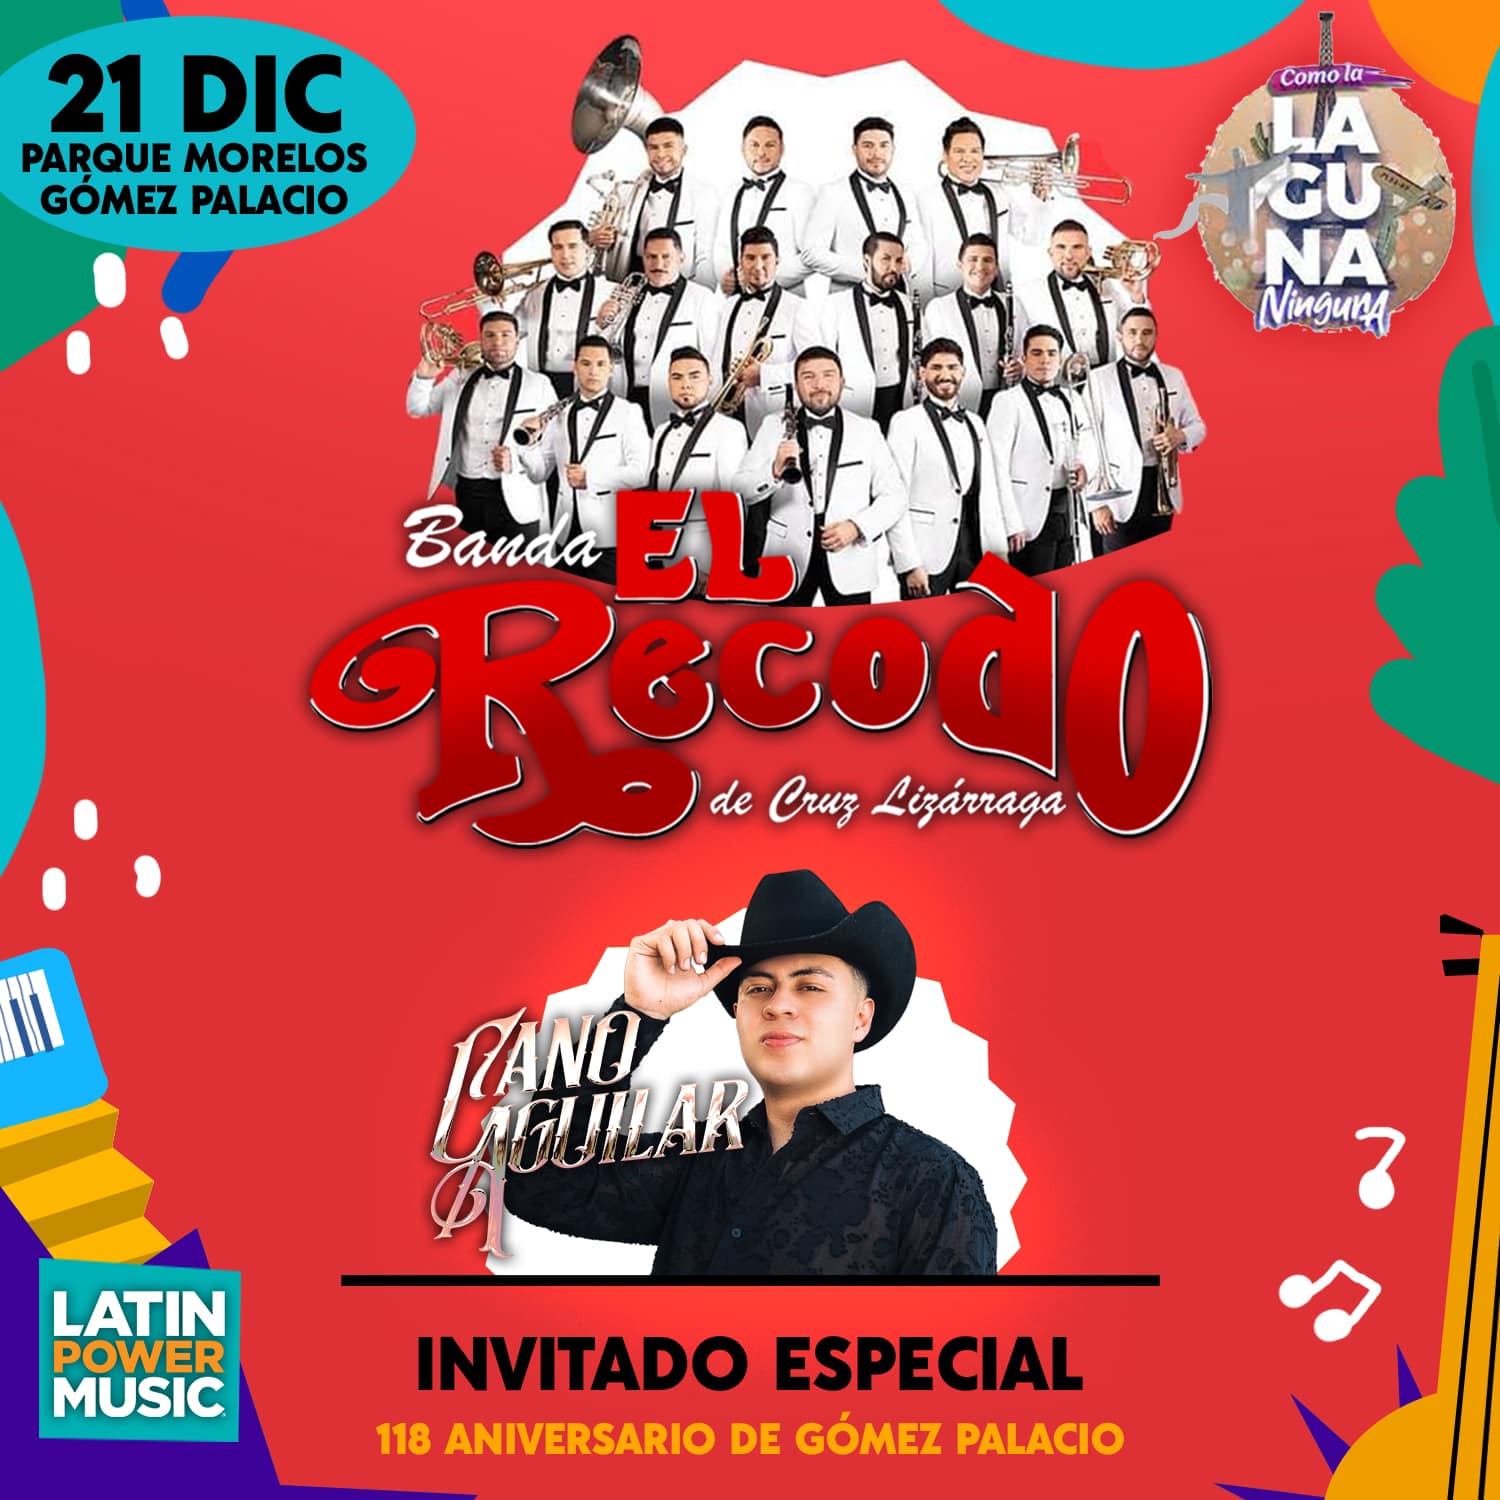 21 DIC
PARQUE MORELOS
GÓMEZ PALACIO
Como la
LA
GU
NA
Ninguna
Banda EL
Recodo
de Cruz Lizárraga
CANO
AGUILAR
LATIN
POWER
MUSIC
INVITADO ESPECIAL
118 ANIVERSARIO DE GÓMEZ PALACIO